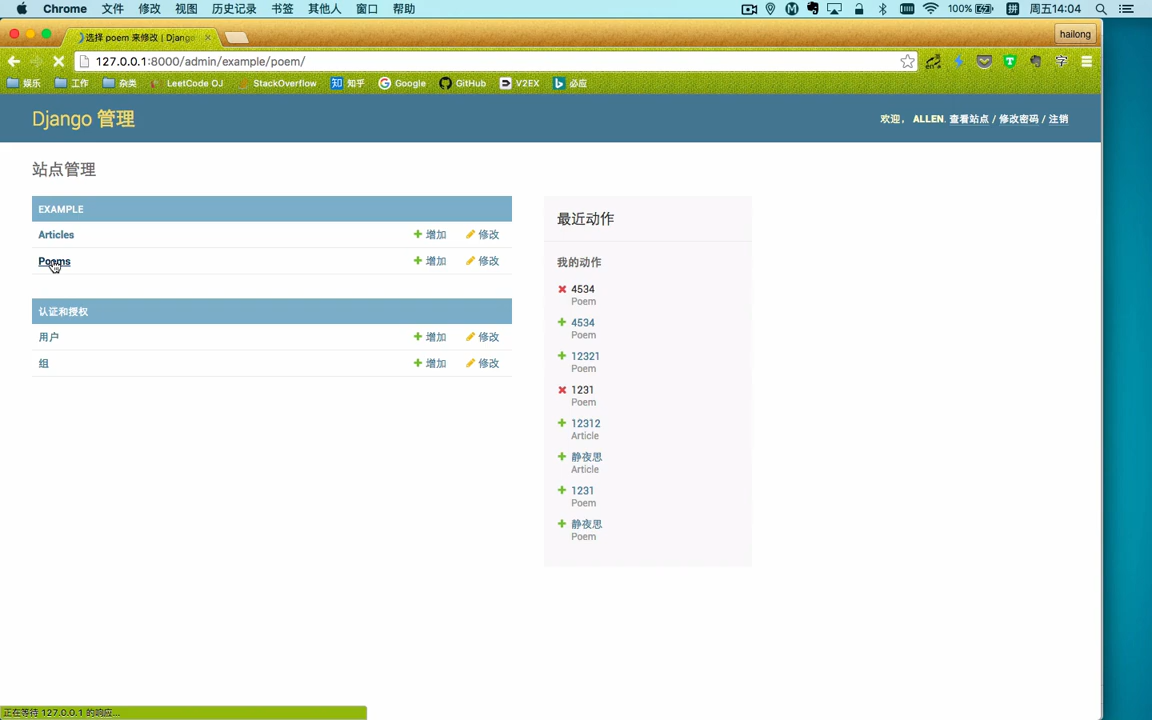 Chrome 文件 修改 视图 历史记录 书签 其他人 窗口 帮助 100% 拼 周五14:04
选择 poem 来修改 | Django × hailong
127.0.0.1:8000/admin/example/poem/
娱乐 工作 杂类 LeetCode OJ StackOverflow 知乎 Google GitHub V2EX 必应
Django 管理
欢迎， ALLEN. 查看站点 / 修改密码 / 注销
站点管理
EXAMPLE
Articles 增加 修改
Poems 增加 修改
认证和授权
用户 增加 修改
组 增加 修改
最近动作
我的动作
4534
Poem
4534
Poem
12321
Poem
1231
Poem
12312
Article
静夜思
Article
1231
Poem
静夜思
Poem
正在等待 127.0.0.1 的响应...